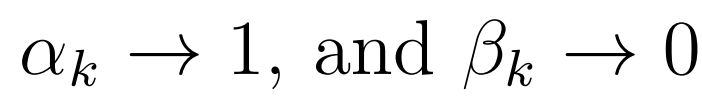 α_k → 1, and β_k → 0